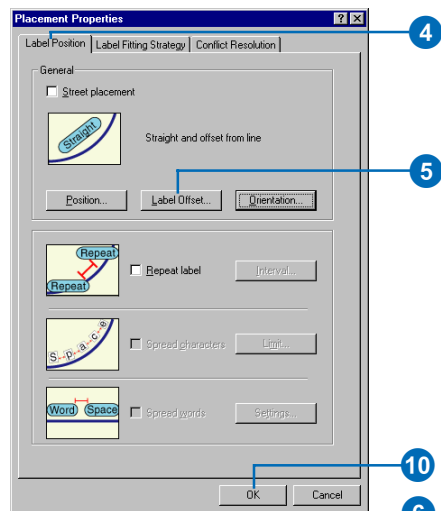 Placement Properties
4
Label Position Label Fitting Strategy Conflict Resolution
General
Street placement
Straight
Straight and offset from line
5
Position... Label Offset... Orientation...
Repeat
Repeat
Repeat label Interval...
S p a c e
Spread characters Limit...
Word Space
Spread words Settings...
10
OK Cancel
6